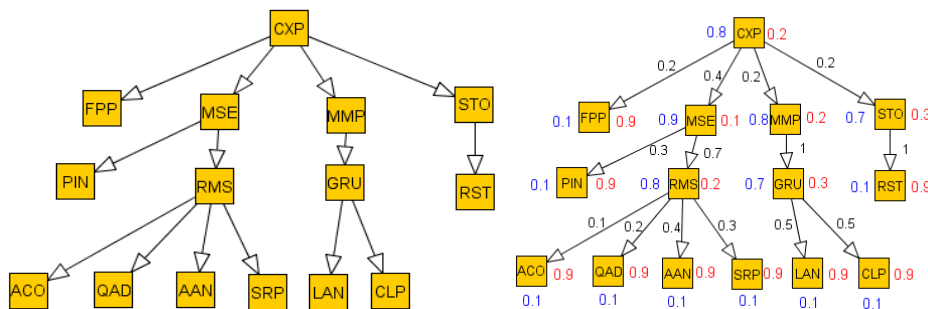 CXP
FPP
MSE
MMP
STO
PIN
RMS
GRU
RST
ACO
QAD
AAN
SRP
LAN
CLP
0.8 CXP 0.2
0.2
0.4
0.2
0.2
0.1 FPP 0.9
0.9 MSE 0.1
0.8 MMP 0.2
0.7 STO 0.3
0.3
0.7
1
1
0.1 PIN 0.9
0.8 RMS 0.2
0.7 GRU 0.3
0.1 RST 0.9
0.1
0.2
0.4
0.3
0.5
0.5
ACO 0.9
QAD 0.9
AAN 0.9
SRP 0.9
LAN 0.9
CLP 0.9
0.1
0.1
0.1
0.1
0.1
0.1